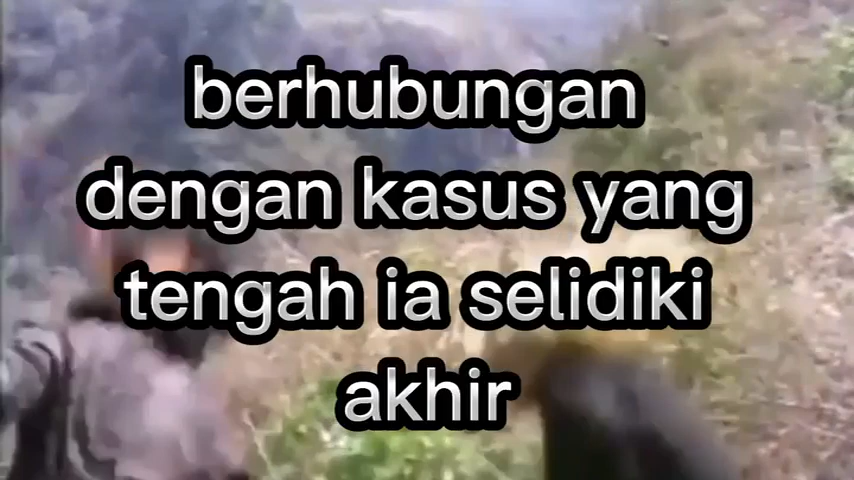 berhubungan
dengan kasus yang
tengah ia selidiki
akhir